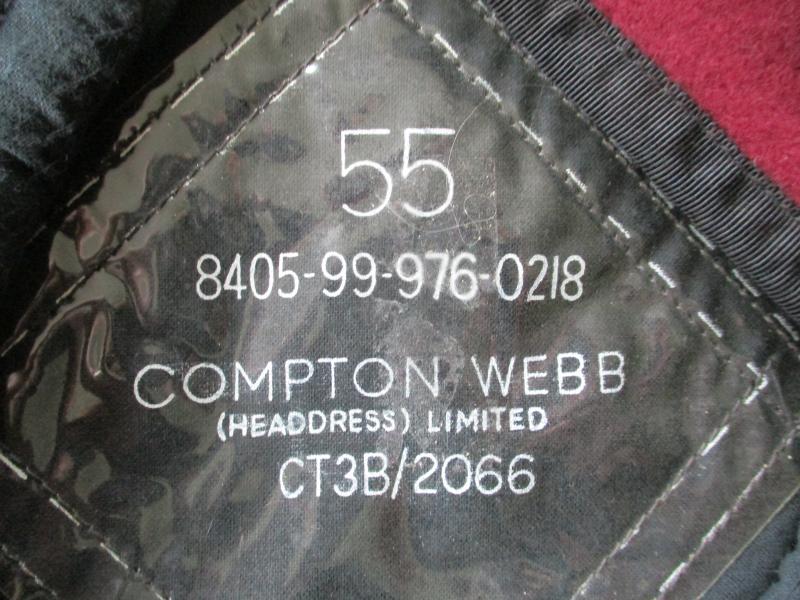 55
8405-99-976-0218
COMPTON WEBB
(HEADDRESS) LIMITED
CT3B/2066